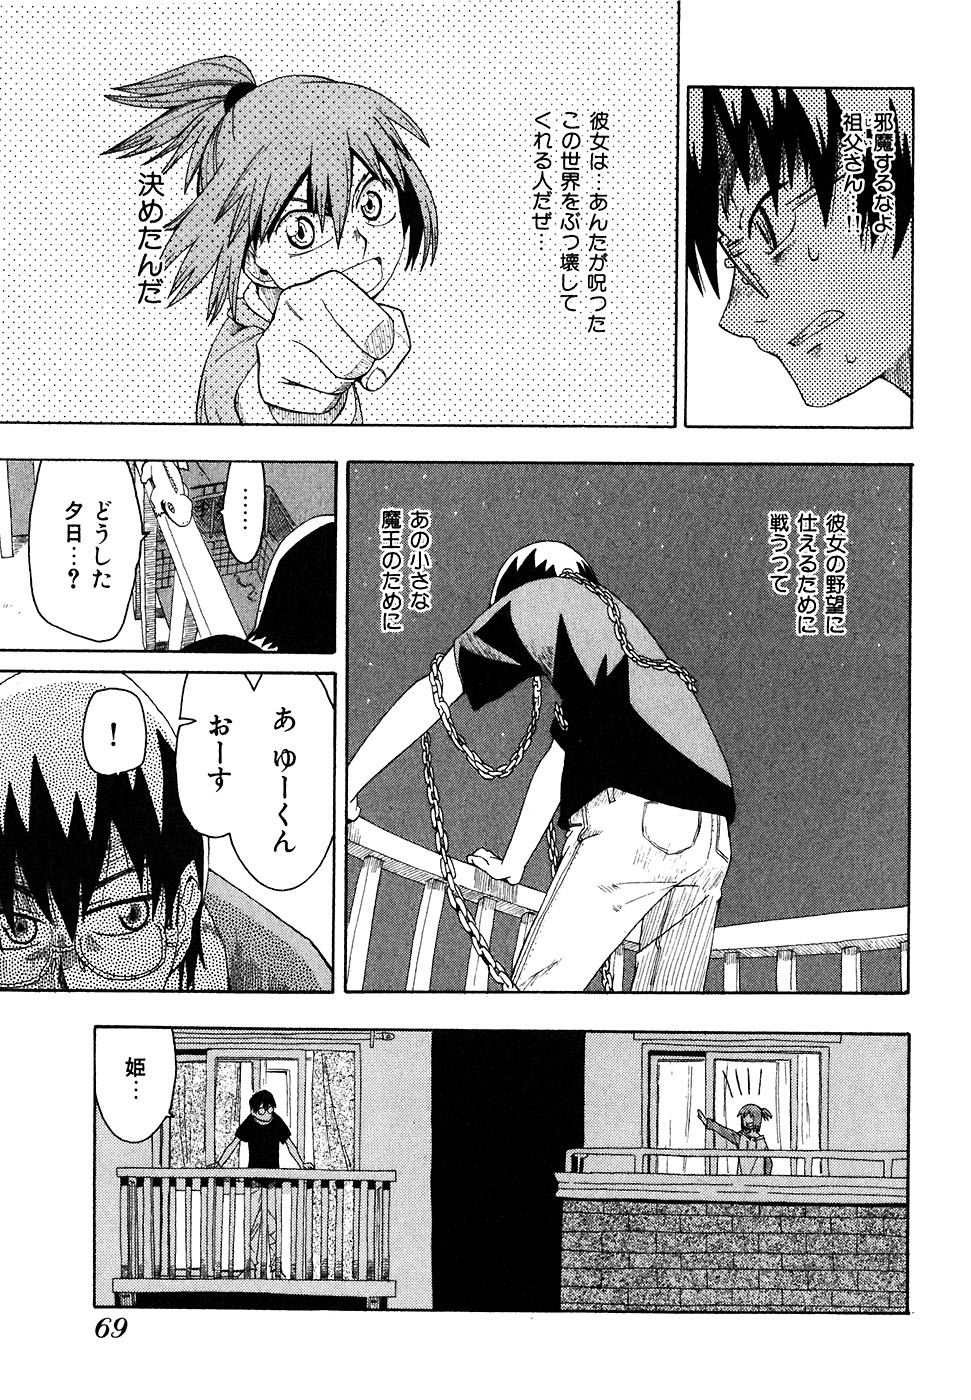 邪魔するなよ
祖父さん…!!
じい
彼女は…あんたが呪った
この世界をぶっ壊して
くれる人だぜ…
決めたんだ
彼女の野望に
仕えるために
戦うって
あの小さな
魔王のために
……
どうした
夕日…?
あ ゆーくん
おーす
!
姫…
69